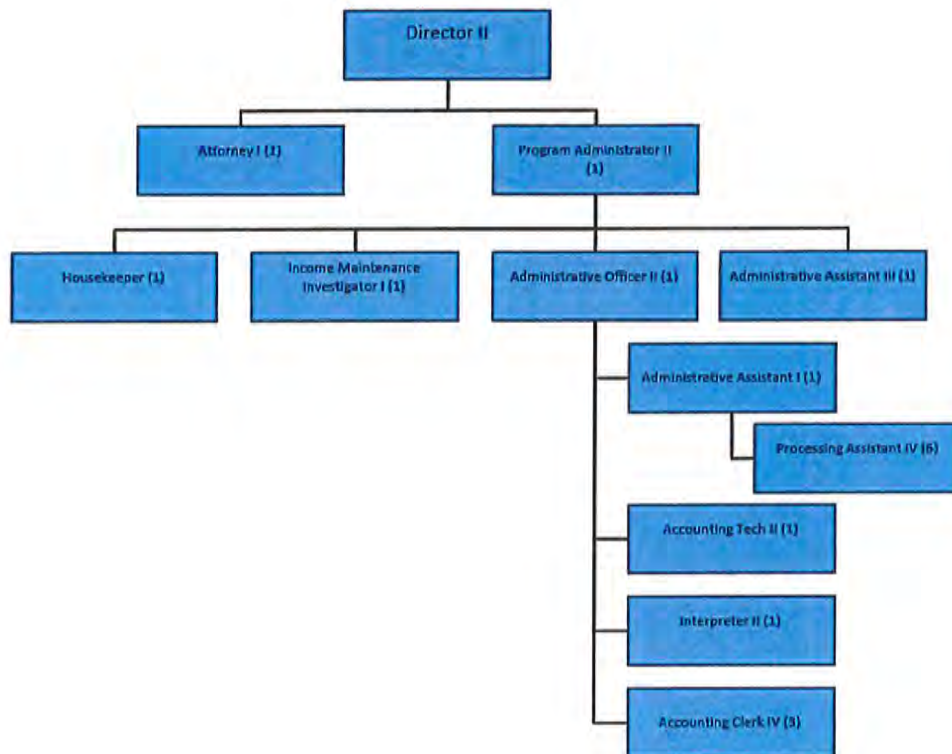 Director II
Attorney I (1)
Program Administrator II
(1)
Housekeeper (1)
Income Maintenance
Investigator I (1)
Administrative Officer II (1)
Administrative Assistant III (1)
Administrative Assistant I (1)
Processing Assistant IV (6)
Accounting Tech II (1)
Interpreter II (1)
Accounting Clerk IV (3)